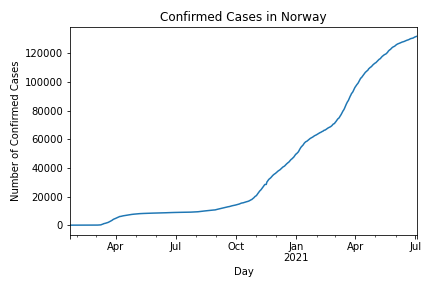 Confirmed Cases in Norway
Number of Confirmed Cases
120000
100000
80000
60000
40000
20000
0
Apr
Jul
Oct
Jan
2021
Apr
Jul
Day